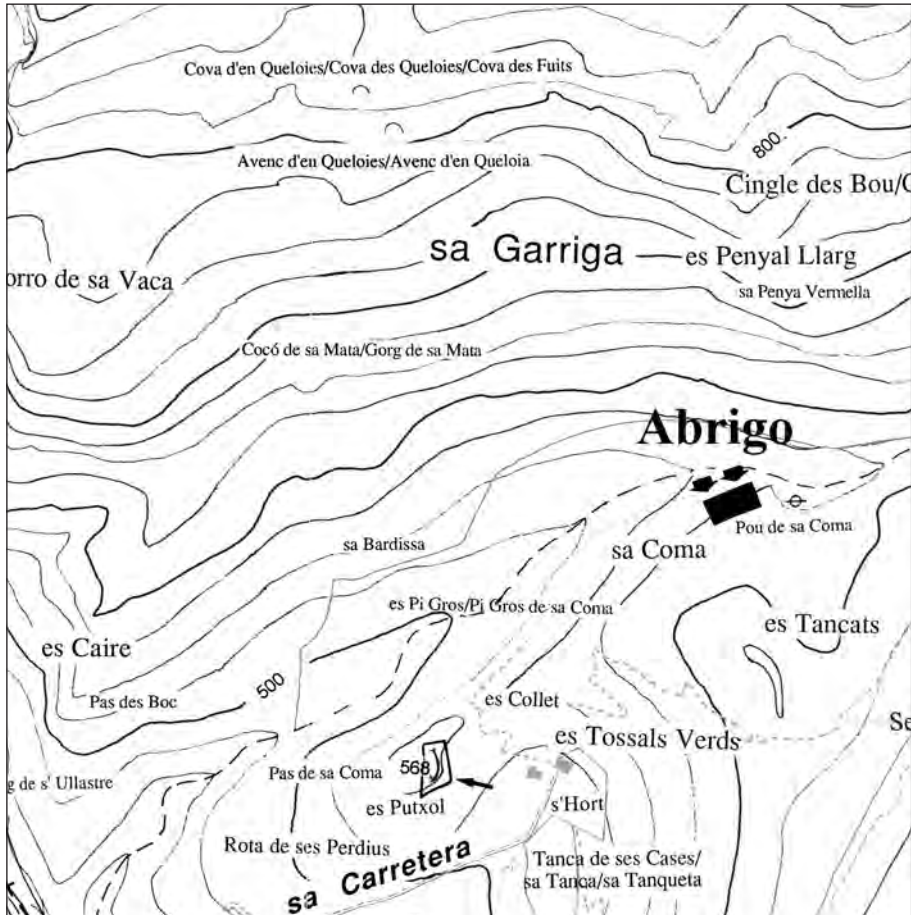 Cova d'en Queloies/Cova des Queloies/Cova des Fuits
800
Avenc d'en Queloies/Avenc d'en Queloia
Cingle des Bou/C
sa Garriga
es Penyal Llarg
orro de sa Vaca
sa Penya Vermella
Cocó de sa Mata/Gorg de sa Mata
Abrigo
Pou de sa Coma
sa Bardissa
sa Coma
es Pi Gros/Pi Gros de sa Coma
es Tancats
es Caire
500
Pas des Boc
es Collet
Se
es Tossals Verds
Pas de sa Coma
568
g de s' Ullastre
es Putxol
s'Hort
Rota de ses Perdius
sa Carretera
Tanca de ses Cases/
sa Tanca/sa Tanqueta